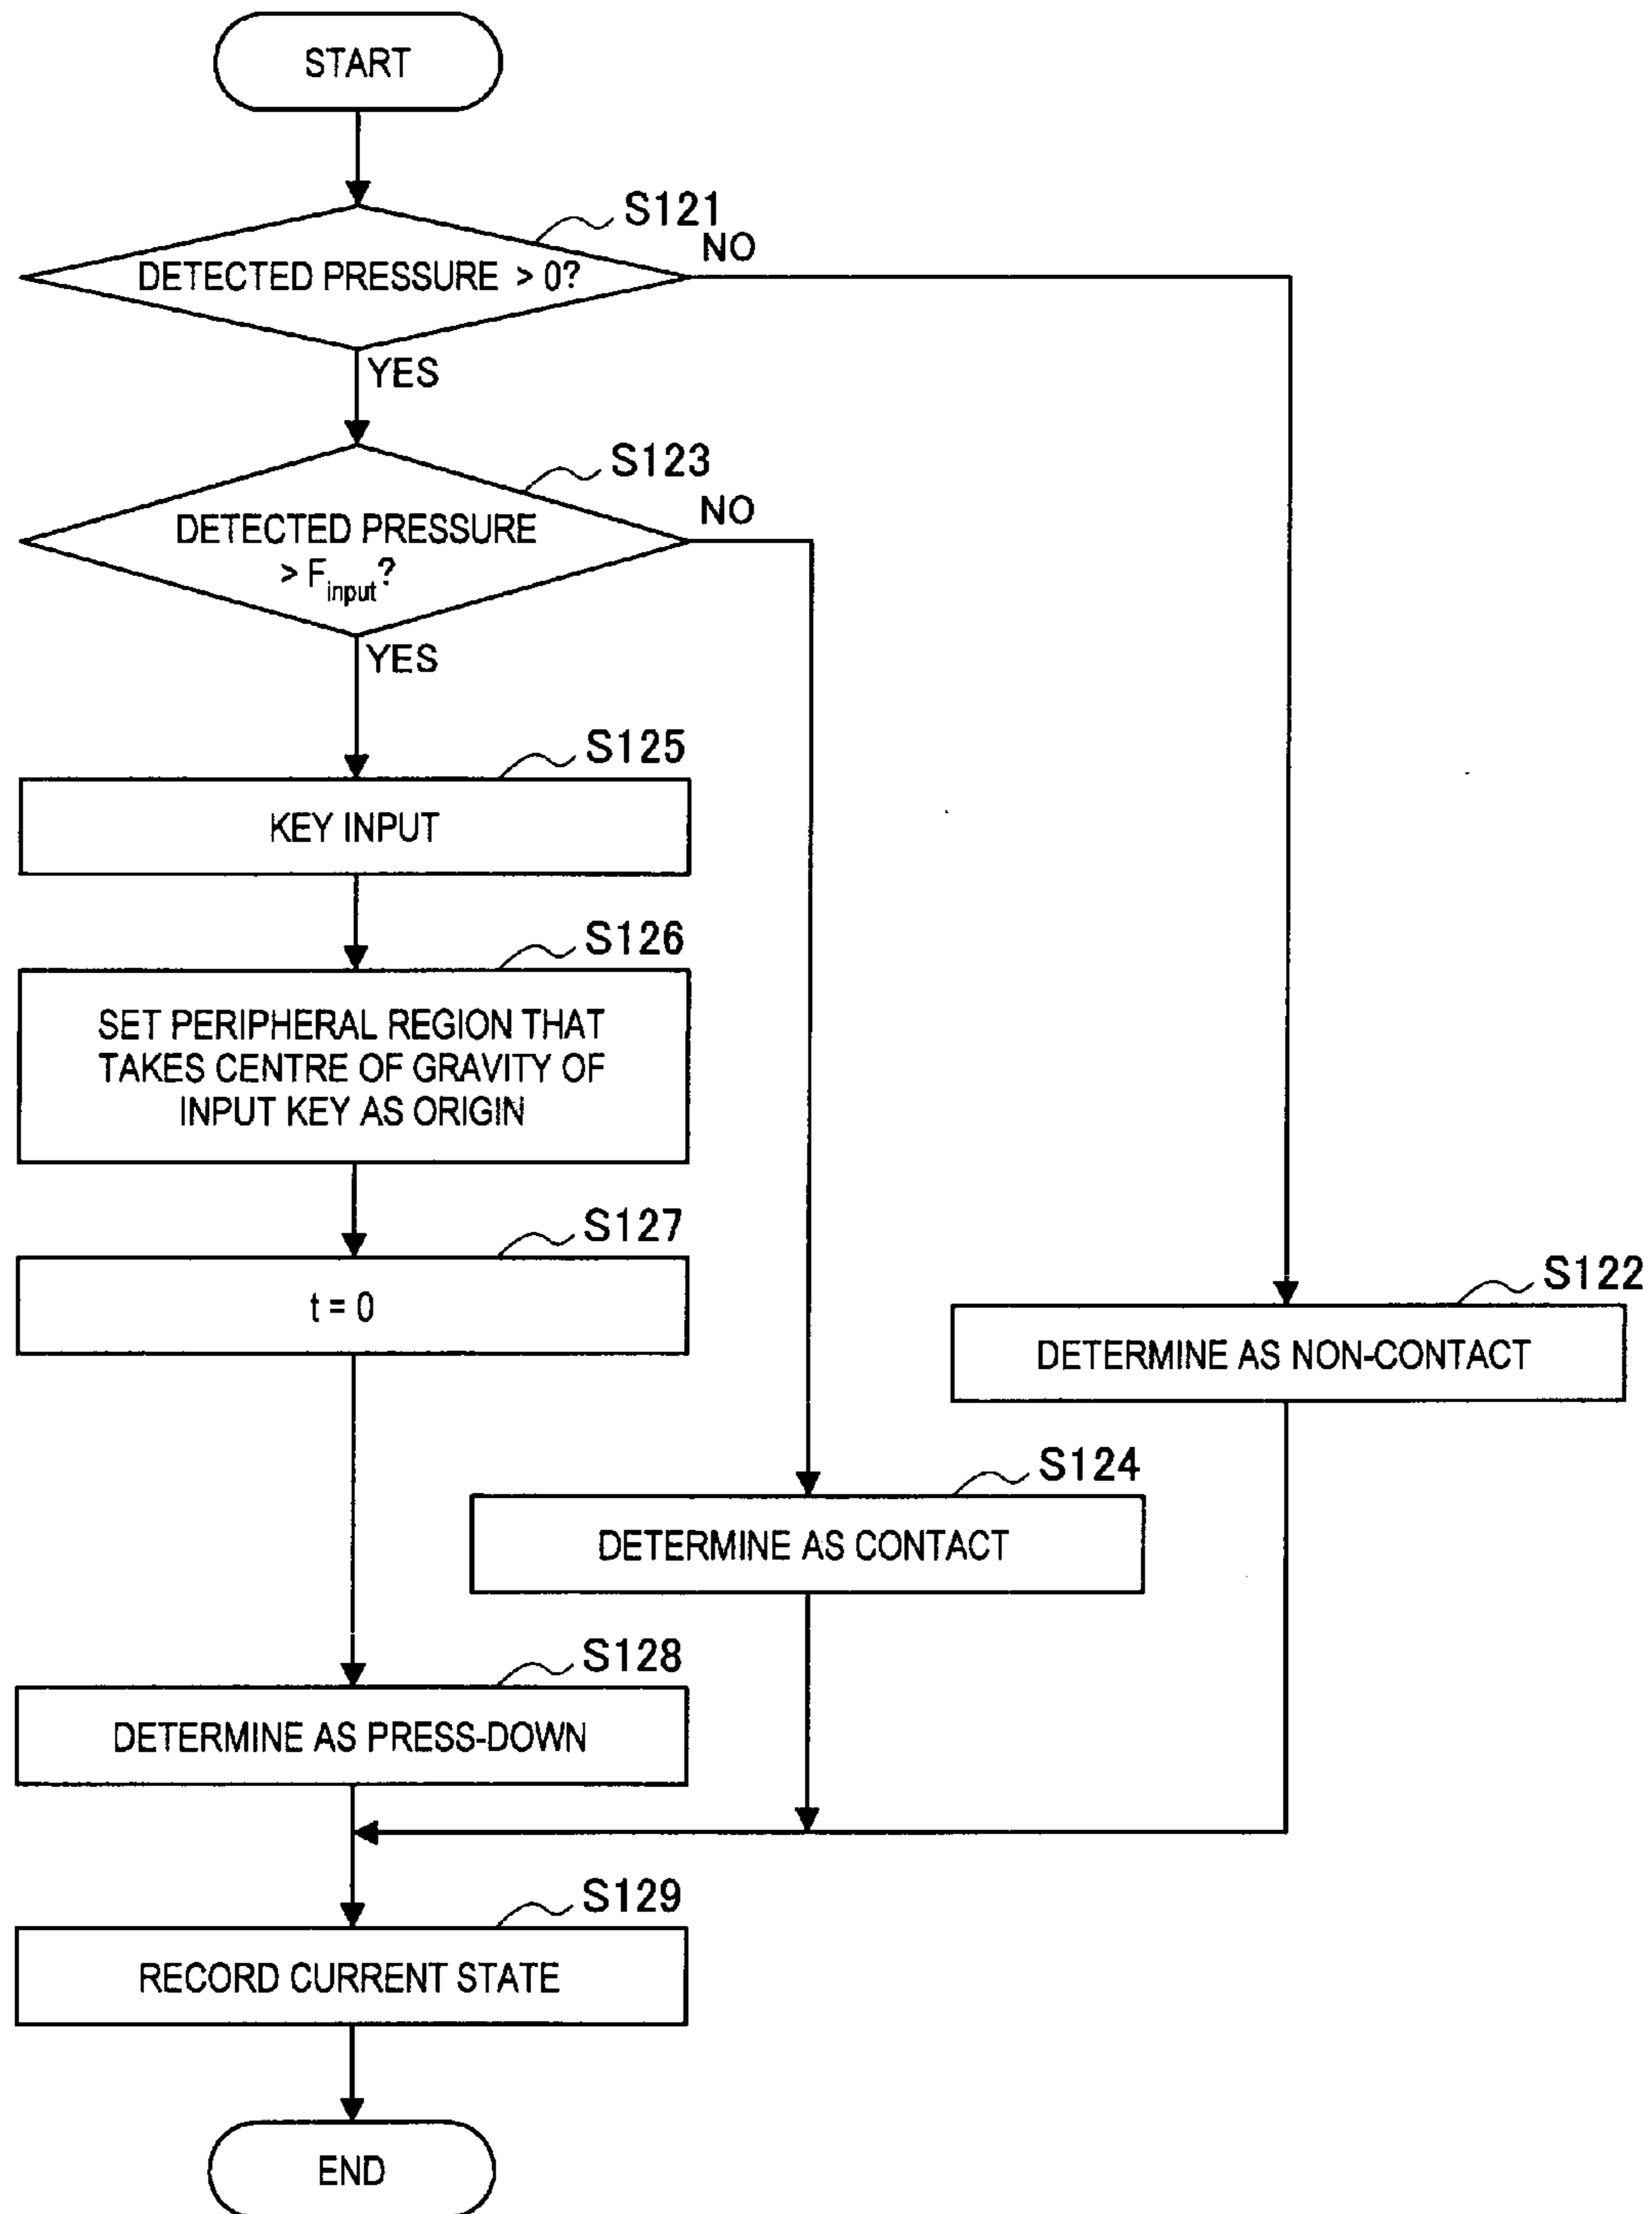 START
S121
DETECTED PRESSURE > 0?
NO
YES
S123
DETECTED PRESSURE
> Finput?
NO
YES
S125
KEY INPUT
S126
SET PERIPHERAL REGION THAT
TAKES CENTRE OF GRAVITY OF
INPUT KEY AS ORIGIN
S127
t = 0
S122
DETERMINE AS NON-CONTACT
S124
DETERMINE AS CONTACT
S128
DETERMINE AS PRESS-DOWN
S129
RECORD CURRENT STATE
END